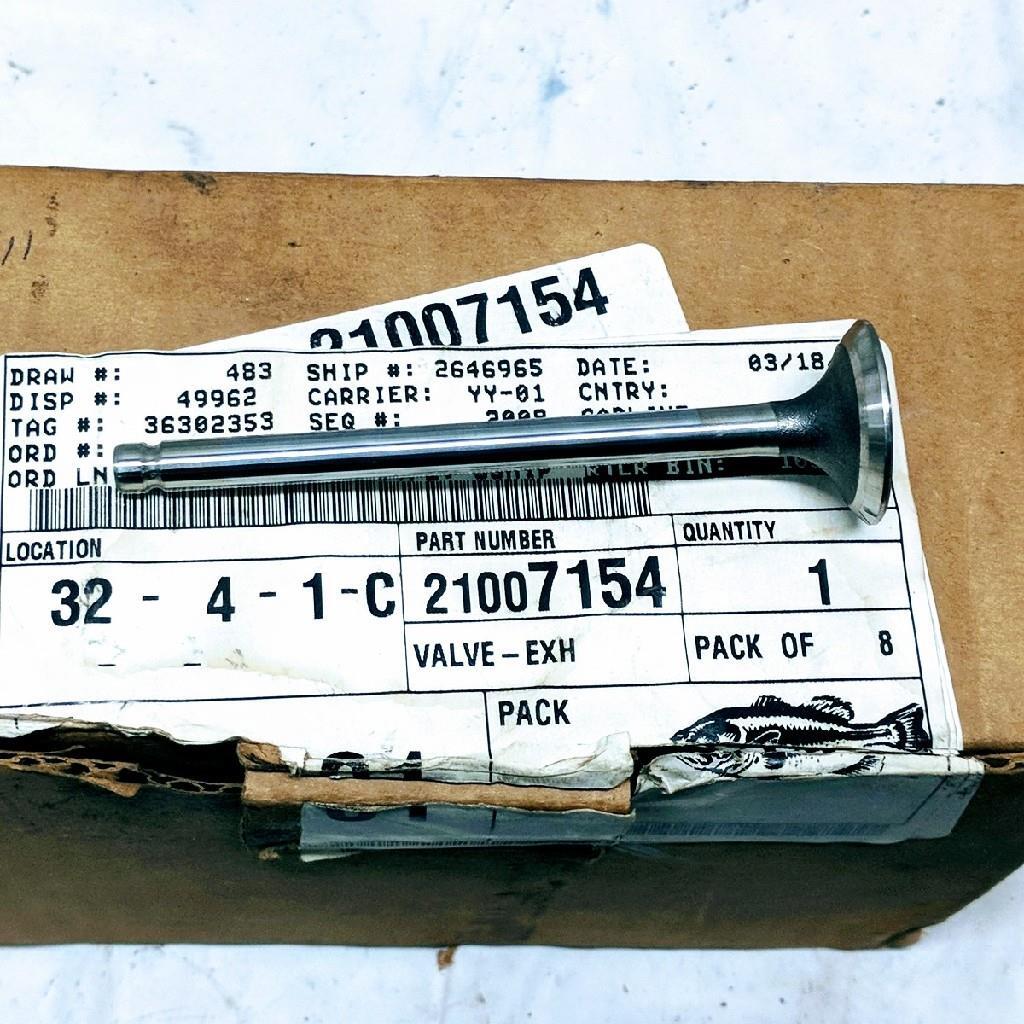 21007154
DRAW #: 483 SHIP #: 2646965 DATE: 03/18
DISP #: 49962 CARRIER: YY-01 CNTRY:
TAG #: 36302353 SEQ #:
ORD #:
ORD LN BIN:
LOCATION PART NUMBER QUANTITY
32 - 4 - 1-C 21007154 1
VALVE-EXH PACK OF 8
PACK